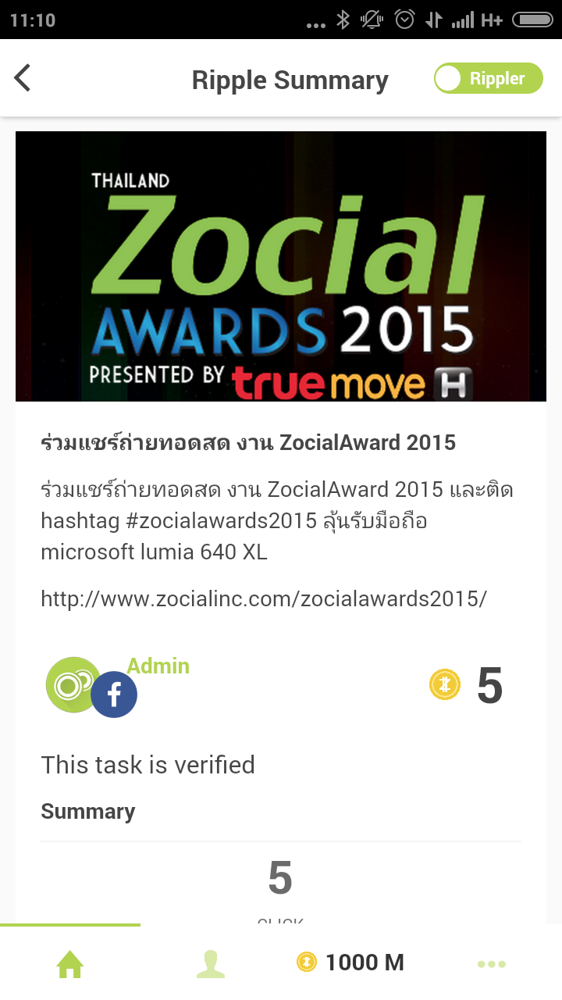 11:10
H+
Ripple Summary
Rippler
THAILAND
Zocial
AWARDS 2015
PRESENTED BY true move H
ร่วมแชร์ถ่ายทอดสด งาน ZocialAward 2015
ร่วมแชร์ถ่ายทอดสด งาน ZocialAward 2015 และติด
hashtag #zocialawards2015 ลุ้นรับมือถือ
microsoft lumia 640 XL
http://www.zocialinc.com/zocialawards2015/
Admin
5
This task is verified
Summary
5
CLICK
1000 M